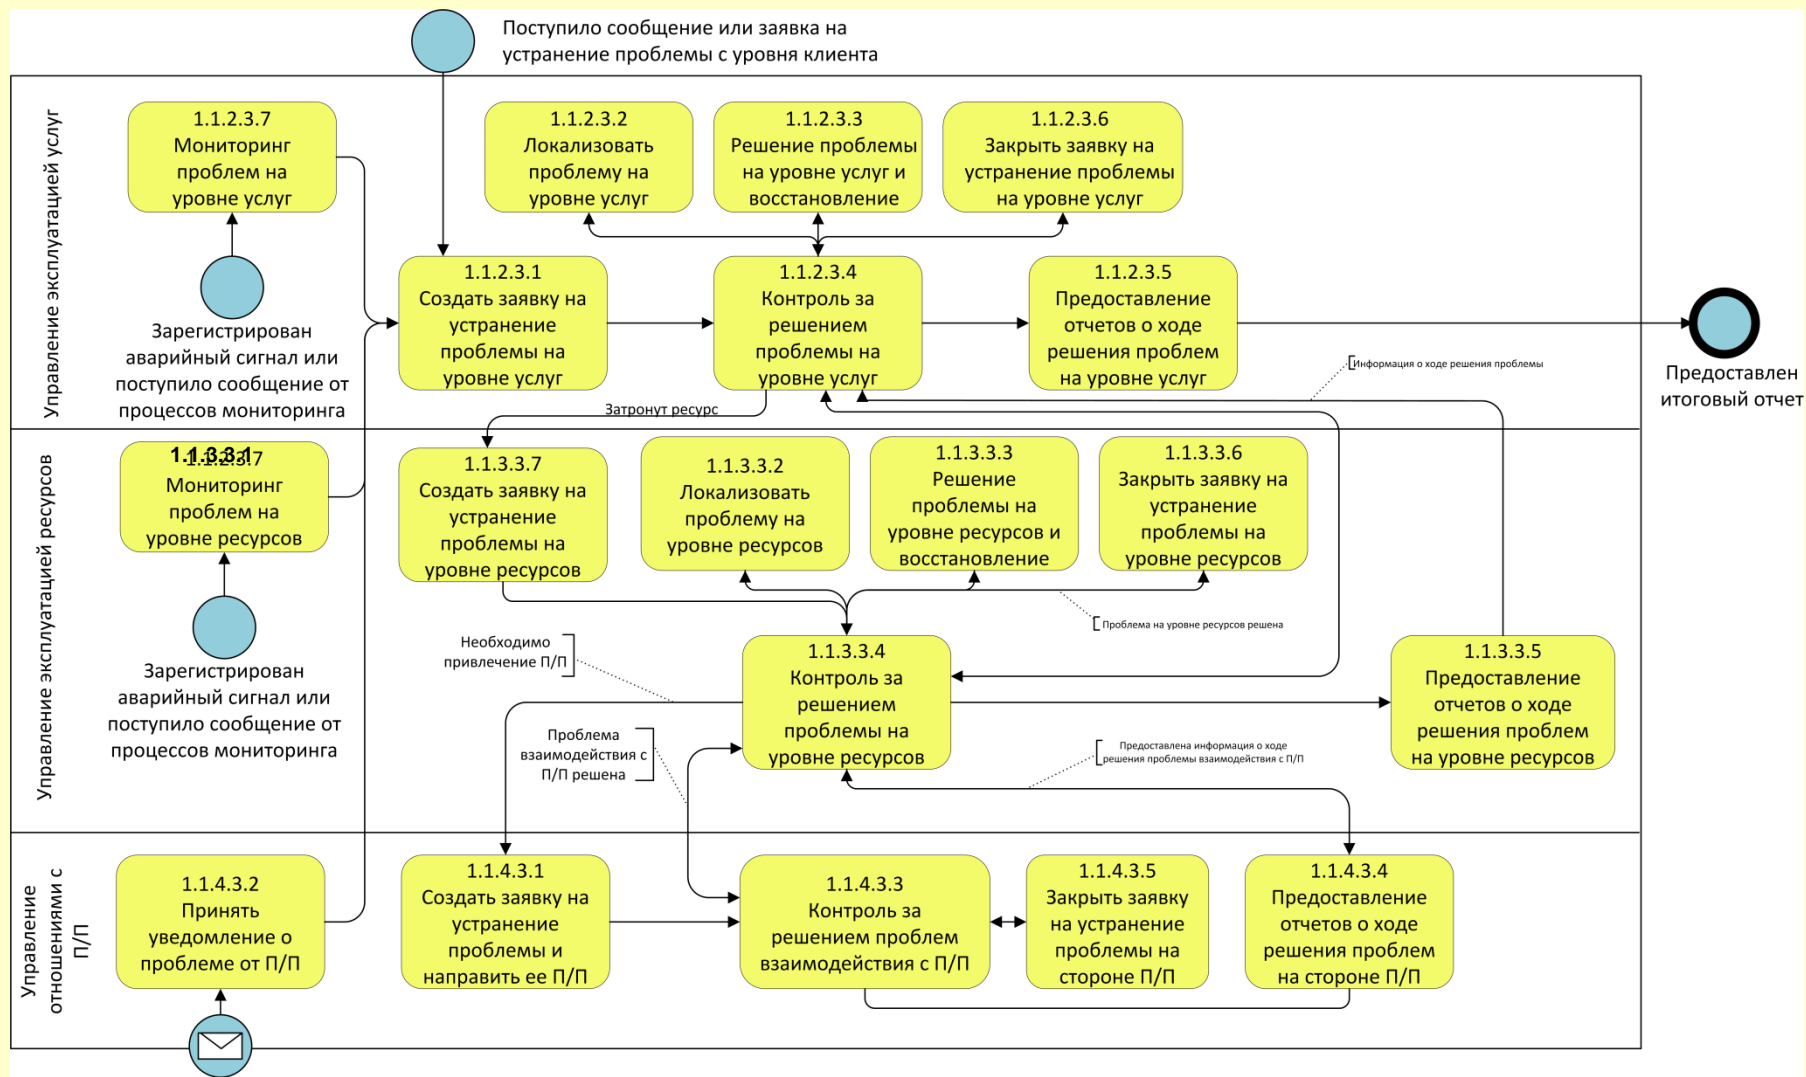 Поступило сообщение или заявка на
устранение проблемы с уровня клиента
Управление эксплуатацией услуг
1.1.2.3.7
Мониторинг
проблем на
уровне услуг
1.1.2.3.2
Локализовать
проблему на
уровне услуг
1.1.2.3.3
Решение проблемы
на уровне услуг и
восстановление
1.1.2.3.6
Закрыть заявку на
устранение проблемы
на уровне услуг
Зарегистрирован
аварийный сигнал или
поступило сообщение от
процессов мониторинга
1.1.2.3.1
Создать заявку на
устранение
проблемы на
уровне услуг
1.1.2.3.4
Контроль за
решением
проблемы на
уровне услуг
1.1.2.3.5
Предоставление
отчетов о ходе
решения проблем
на уровне услуг
Предоставлен
итоговый отчет
Информация о ходе решения проблемы
Затронут ресурс
Управление эксплуатацией ресурсов
1.1.3.3.1
1.1.2.3.7
Мониторинг
проблем на
уровне ресурсов
1.1.3.3.7
Создать заявку на
устранение
проблемы на
уровне ресурсов
1.1.3.3.2
Локализовать
проблему на
уровне ресурсов
1.1.3.3.3
Решение
проблемы на
уровне ресурсов и
восстановление
1.1.3.3.6
Закрыть заявку на
устранение
проблемы на
уровне ресурсов
Зарегистрирован
аварийный сигнал или
поступило сообщение от
процессов мониторинга
Проблема на уровне ресурсов решена
Необходимо
привлечение П/П
1.1.3.3.4
Контроль за
решением
проблемы на
уровне ресурсов
1.1.3.3.5
Предоставление
отчетов о ходе
решения проблем
на уровне ресурсов
Проблема
взаимодействия с
П/П решена
Предоставлена информация о ходе
решения проблемы взаимодействия с П/П
Управление
отношениями с
П/П
1.1.4.3.2
Принять
уведомление о
проблеме от П/П
1.1.4.3.1
Создать заявку на
устранение
проблемы и
направить ее П/П
1.1.4.3.3
Контроль за
решением проблем
взаимодействия с П/П
1.1.4.3.5
Закрыть заявку
на устранение
проблемы на
стороне П/П
1.1.4.3.4
Предоставление
отчетов о ходе
решения проблем
на стороне П/П